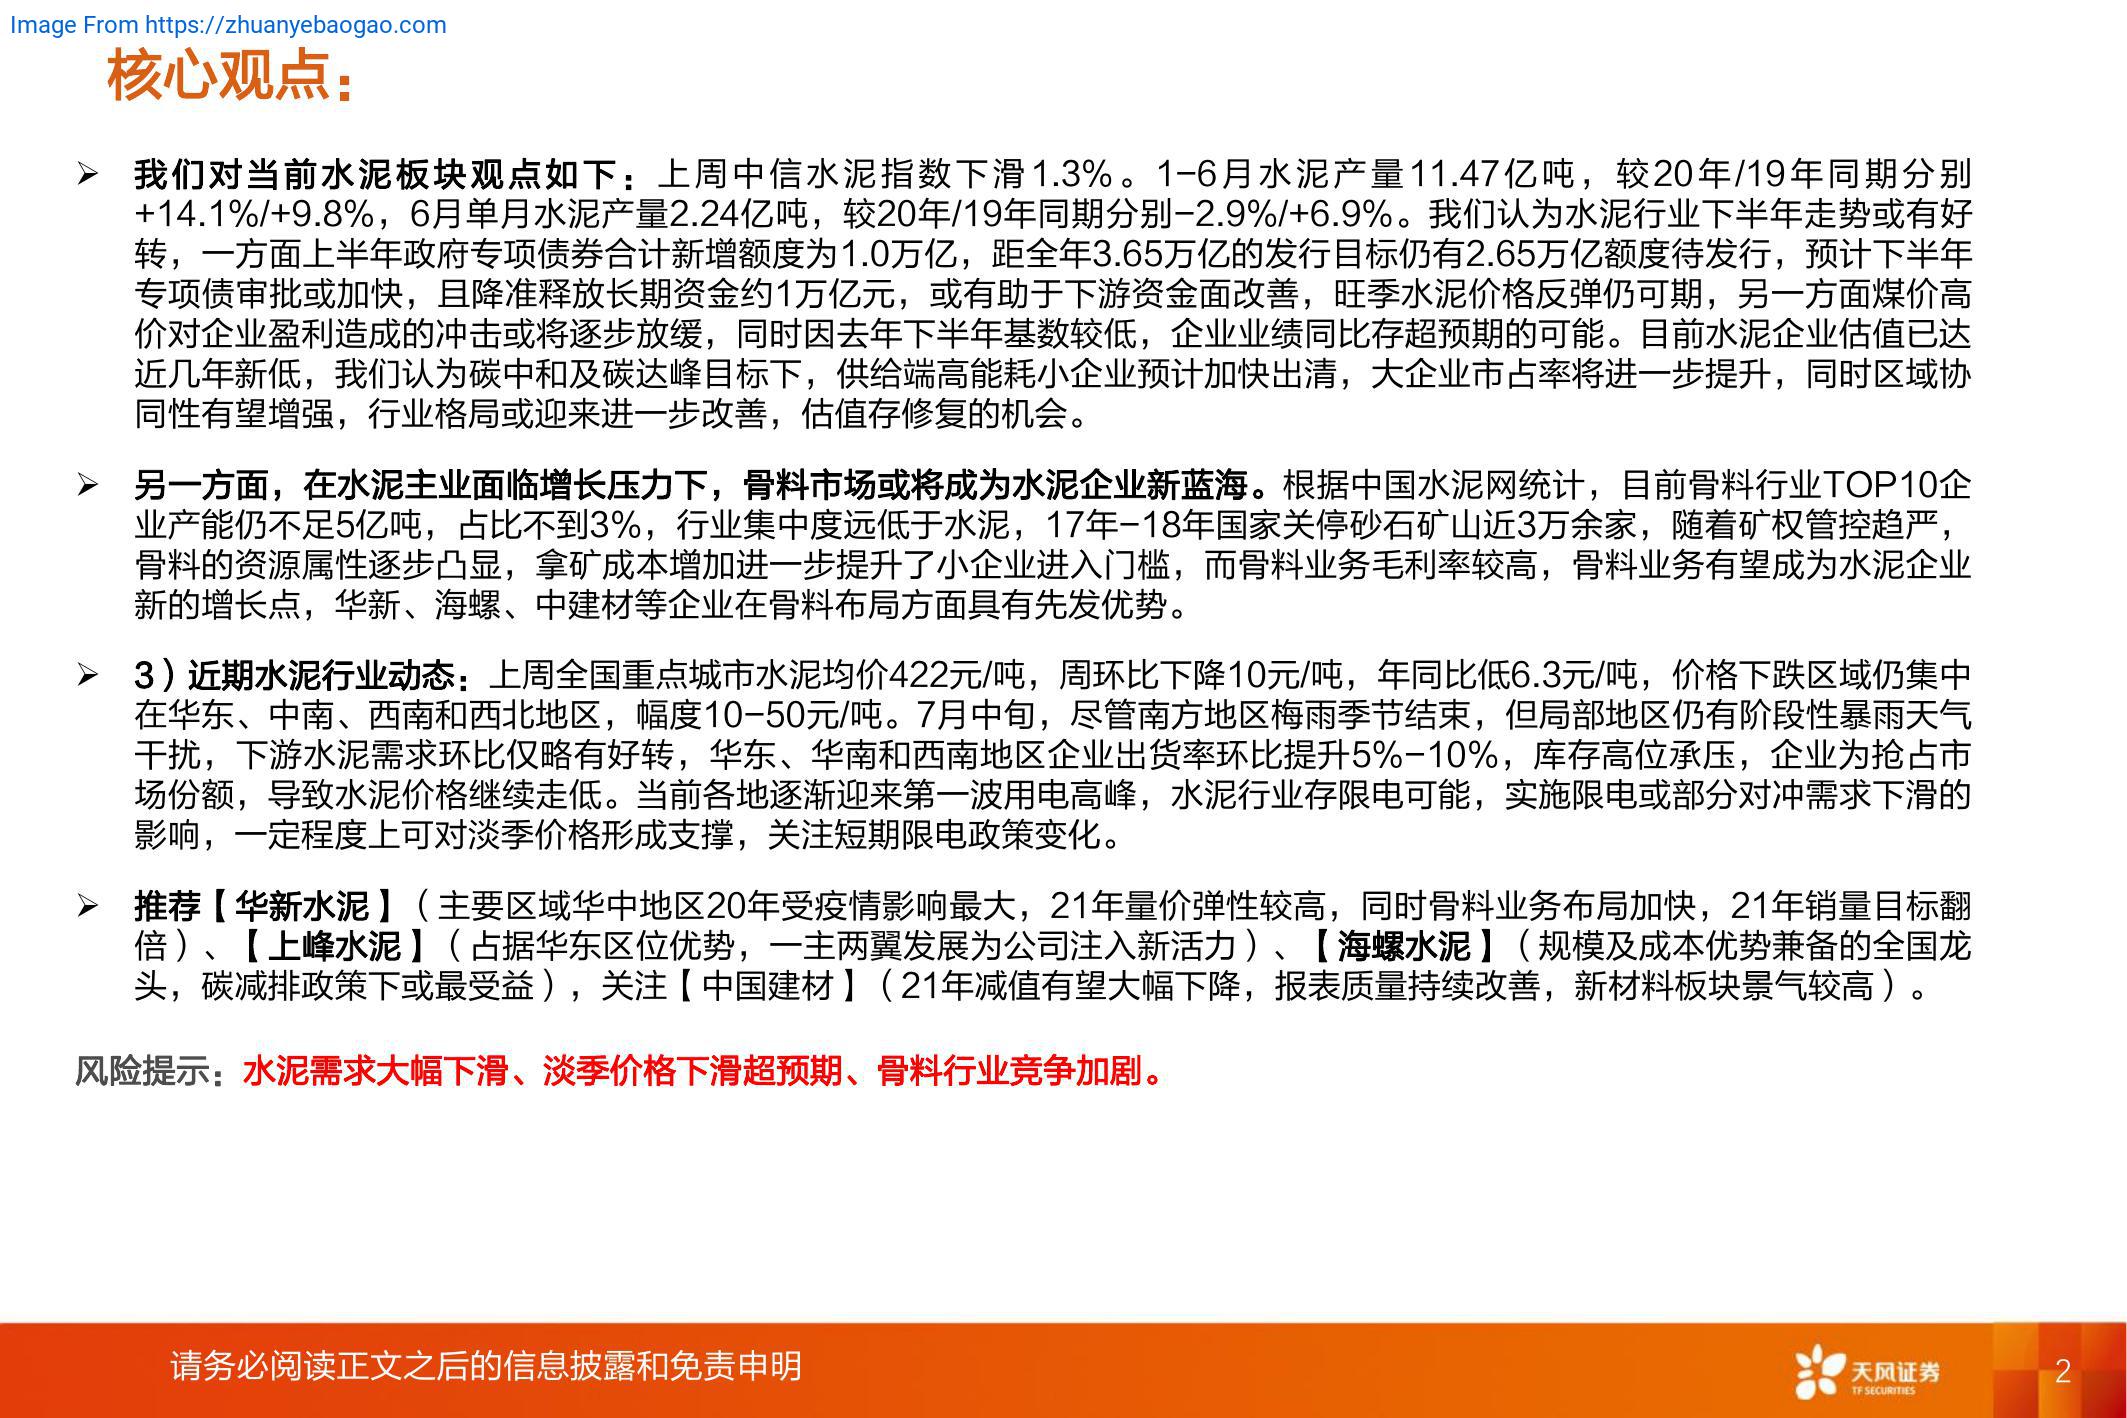 Image From https://zhuanyebaogao.com
核心观点：
➢ 我们对当前水泥板块观点如下：上周中信水泥指数下滑1.3%。1-6月水泥产量11.47亿吨，较20年/19年同期分别
+14.1%/+9.8%，6月单月水泥产量2.24亿吨，较20年/19年同期分别-2.9%/+6.9%。我们认为水泥行业下半年走势或有好
转，一方面上半年政府专项债券合计新增额度为1.0万亿，距全年3.65万亿的发行目标仍有2.65万亿额度待发行，预计下半年
专项债审批或加快，且降准释放长期资金约1万亿元，或有助于下游资金面改善，旺季水泥价格反弹仍可期，另一方面煤价高
价对企业盈利造成的冲击或将逐步放缓，同时因去年下半年基数较低，企业业绩同比存超预期的可能。目前水泥企业估值已达
近几年新低，我们认为碳中和及碳达峰目标下，供给端高能耗小企业预计加快出清，大企业市占率将进一步提升，同时区域协
同性有望增强，行业格局或迎来进一步改善，估值存修复的机会。
➢ 另一方面，在水泥主业面临增长压力下，骨料市场或将成为水泥企业新蓝海。根据中国水泥网统计，目前骨料行业TOP10企
业产能仍不足5亿吨，占比不到3%，行业集中度远低于水泥，17年-18年国家关停砂石矿山近3万余家，随着矿权管控趋严，
骨料的资源属性逐步凸显，拿矿成本增加进一步提升了小企业进入门槛，而骨料业务毛利率较高，骨料业务有望成为水泥企业
新的增长点，华新、海螺、中建材等企业在骨料布局方面具有先发优势。
➢ 3）近期水泥行业动态：上周全国重点城市水泥均价422元/吨，周环比下降10元/吨，年同比低6.3元/吨，价格下跌区域仍集中
在华东、中南、西南和西北地区，幅度10-50元/吨。7月中旬，尽管南方地区梅雨季节结束，但局部地区仍有阶段性暴雨天气
干扰，下游水泥需求环比仅略有好转，华东、华南和西南地区企业出货率环比提升5%-10%，库存高位承压，企业为抢占市
场份额，导致水泥价格继续走低。当前各地逐渐迎来第一波用电高峰，水泥行业存限电可能，实施限电或部分对冲需求下滑的
影响，一定程度上可对淡季价格形成支撑，关注短期限电政策变化。
➢ 推荐【华新水泥】（主要区域华中地区20年受疫情影响最大，21年量价弹性较高，同时骨料业务布局加快，21年销量目标翻
倍）、【上峰水泥】（占据华东区位优势，一主两翼发展为公司注入新活力）、【海螺水泥】（规模及成本优势兼备的全国龙
头，碳减排政策下或最受益），关注【中国建材】（21年减值有望大幅下降，报表质量持续改善，新材料板块景气较高）。
风险提示：水泥需求大幅下滑、淡季价格下滑超预期、骨料行业竞争加剧。
请务必阅读正文之后的信息披露和免责申明
天风证券
TF SECURITIES
2